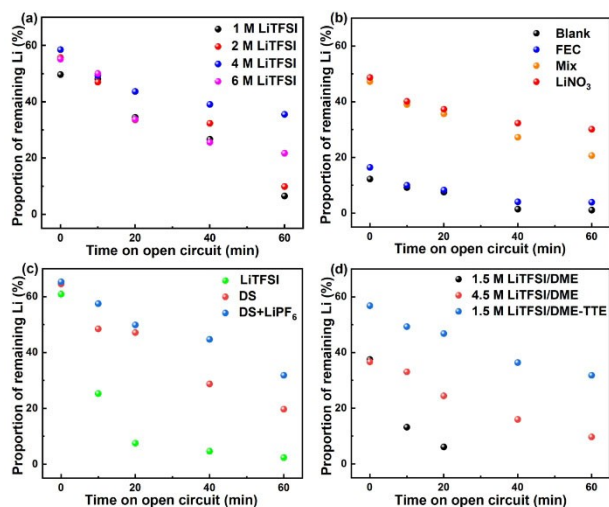 (a)
1 M LiTFSI
2 M LiTFSI
4 M LiTFSI
6 M LiTFSI
Proportion of remaining Li (%)
60
40
20
0
0 10 20 40 60
Time on open circuit (min)
(b)
Blank
FEC
Mix
LiNO₃
Proportion of remaining Li (%)
80
60
40
20
0
0 10 20 40 60
Time on open circuit (min)
(c)
LiTFSI
DS
DS+LiPF₆
Proportion of remaining Li (%)
60
40
20
0
0 10 20 40 60
Time on open circuit (min)
(d)
1.5 M LiTFSI/DME
4.5 M LiTFSI/DME
1.5 M LiTFSI/DME-TTE
Proportion of remaining Li (%)
60
40
20
0
0 10 20 40 60
Time on open circuit (min)